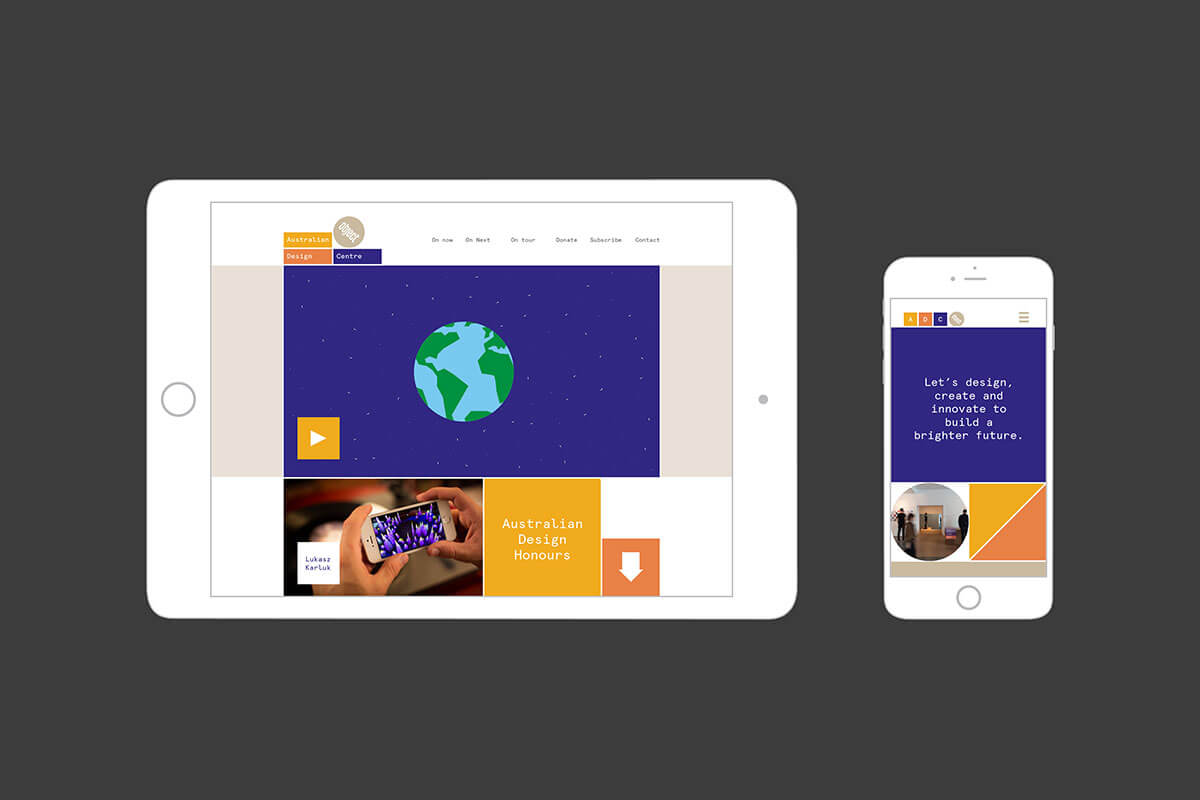 Australian
Object
Design Centre
On now On Next On tour Donate Subscribe Contact
Lukasz
Karluk
Australian
Design
Honours
A D C
Let's design,
create and
innovate to
build a
brighter future.